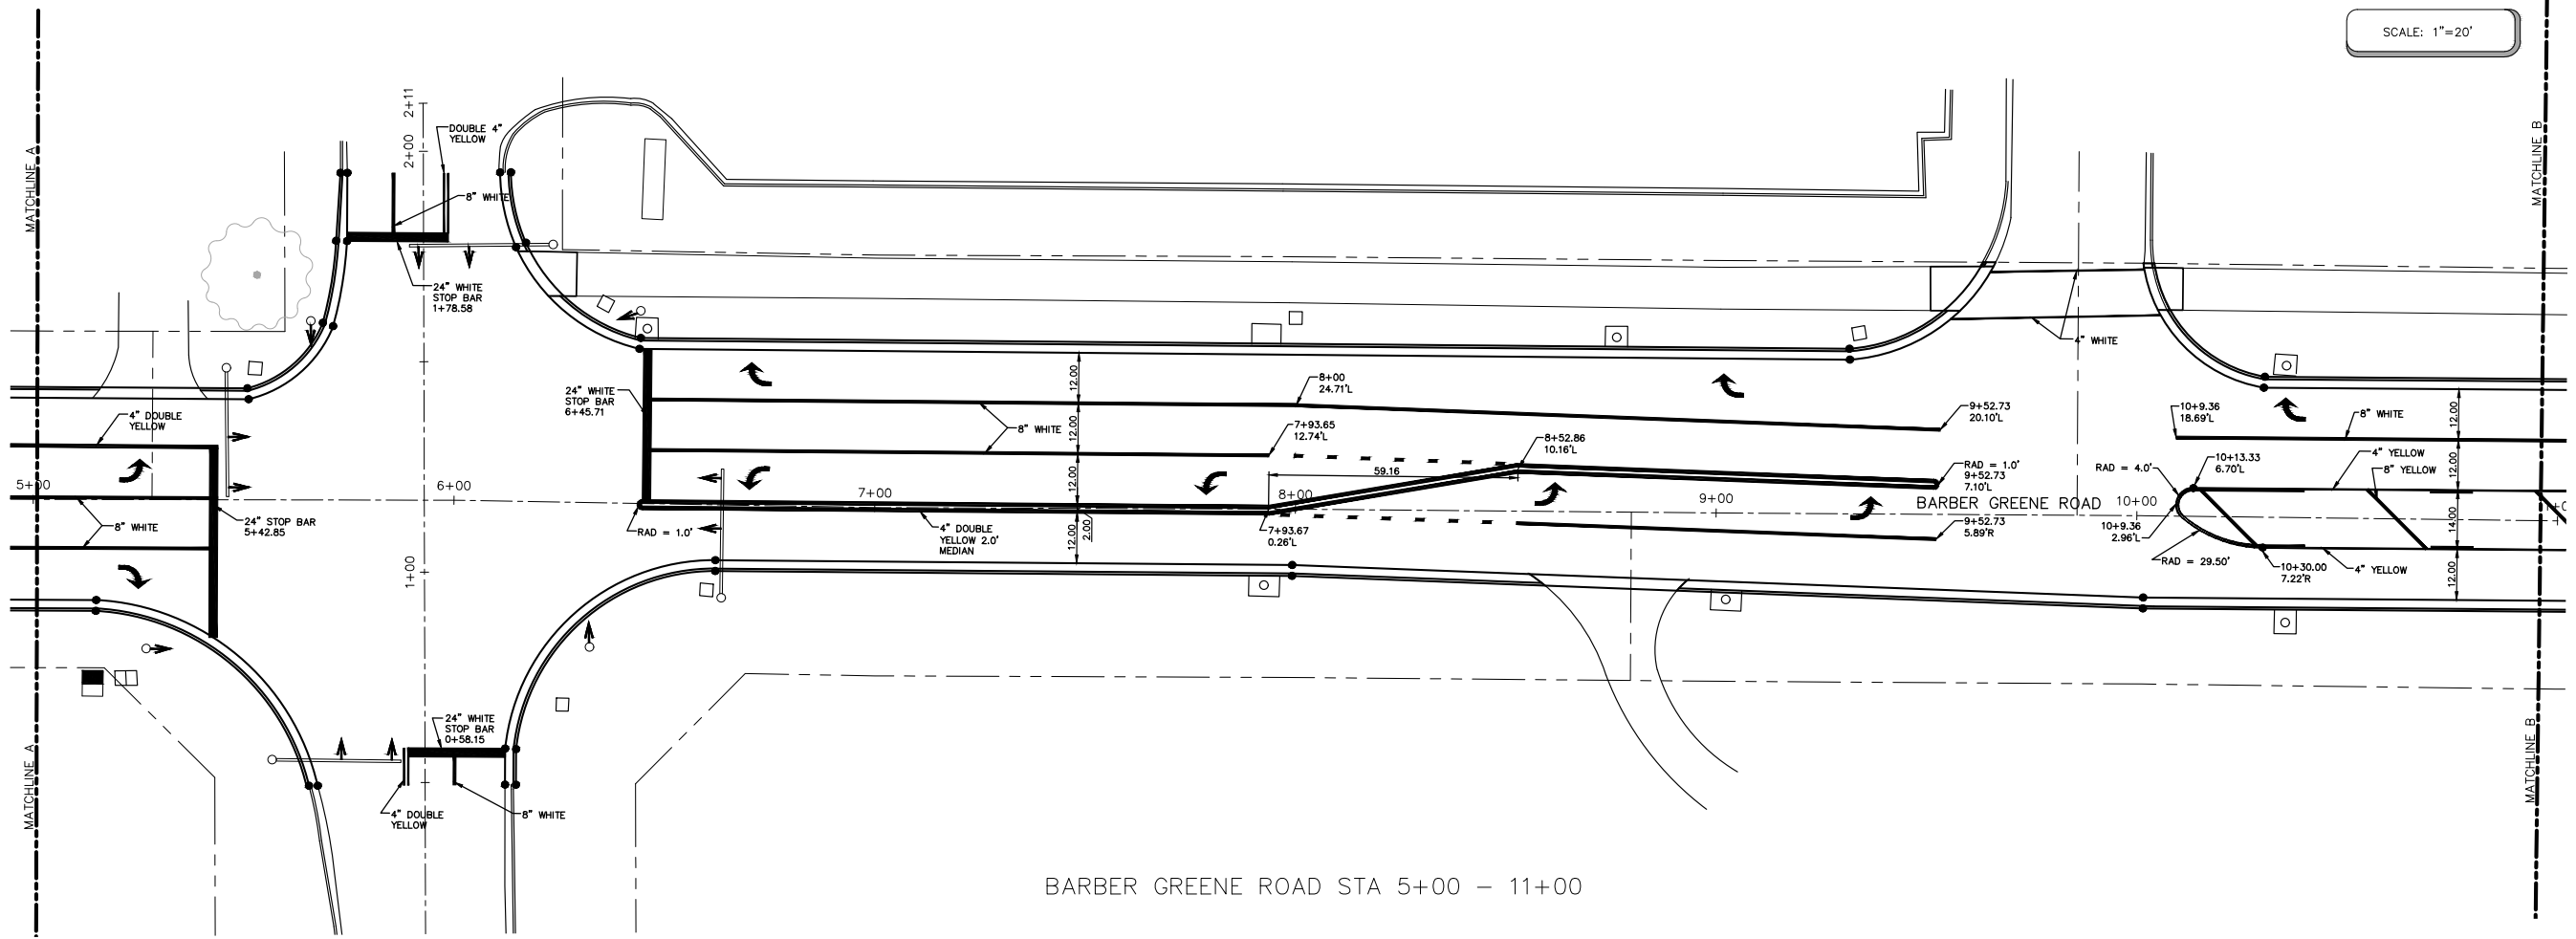 SCALE: 1"=20'
MATCHLINE A
MATCHLINE B
2+11
2+00
DOUBLE 4"
YELLOW
8" WHITE
24" WHITE
STOP BAR
1+78.58
4" DOUBLE
YELLOW
5+00
8" WHITE
24" STOP BAR
5+42.85
6+00
1+00
24" WHITE
STOP BAR
6+45.71
RAD = 1.0'
7+00
4" DOUBLE
YELLOW 2.0'
MEDIAN
8" WHITE
12.00
12.00
12.00
12.00
2.00
8+00
24.71'L
7+93.65
12.74'L
59.16
8+00
7+93.67
0.26'L
8+52.86
10.16'L
4" WHITE
9+52.73
20.10'L
RAD = 1.0'
9+52.73
7.10'L
9+00
9+52.73
5.89'R
BARBER GREENE ROAD
10+00
10+9.36
18.69'L
8" WHITE
4" YELLOW
8" YELLOW
RAD = 4.0'
10+13.33
6.70'L
10+9.36
2.96'L
RAD = 29.50'
10+30.00
7.22'R
4" YELLOW
12.00
12.00
14.00
12.00
24" WHITE
STOP BAR
0+58.15
4" DOUBLE
YELLOW
8" WHITE
MATCHLINE A
MATCHLINE B
BARBER GREENE ROAD STA 5+00 - 11+00